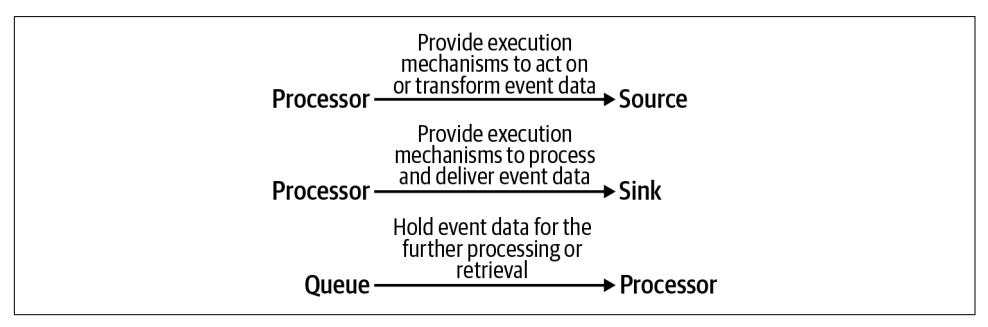 Provide execution
mechanisms to act on
or transform event data
Processor Source
Provide execution
mechanisms to process
and deliver event data
Processor Sink
Hold event data for the
further processing or
retrieval
Queue Processor